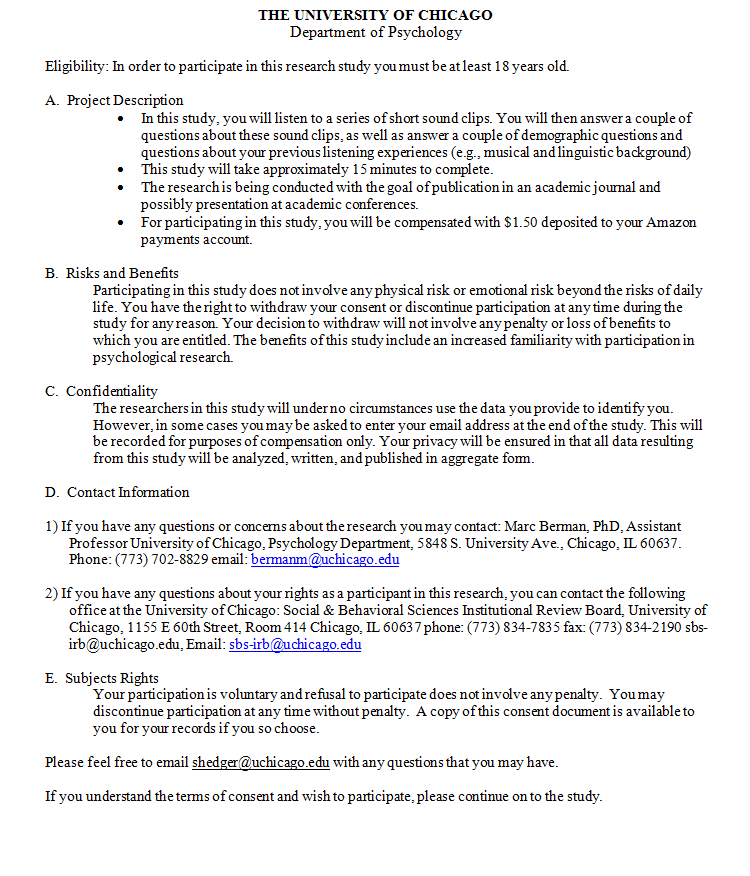 THE UNIVERSITY OF CHICAGO
Department of Psychology
Eligibility: In order to participate in this research study you must be at least 18 years old.
A. Project Description
• In this study, you will listen to a series of short sound clips. You will then answer a couple of
questions about these sound clips, as well as answer a couple of demographic questions and
questions about your previous listening experiences (e.g., musical and linguistic background)
• This study will take approximately 15 minutes to complete.
• The research is being conducted with the goal of publication in an academic journal and
possibly presentation at academic conferences.
• For participating in this study, you will be compensated with $1.50 deposited to your Amazon
payments account.
B. Risks and Benefits
Participating in this study does not involve any physical risk or emotional risk beyond the risks of daily
life. You have the right to withdraw your consent or discontinue participation at any time during the
study for any reason. Your decision to withdraw will not involve any penalty or loss of benefits to
which you are entitled. The benefits of this study include an increased familiarity with participation in
psychological research.
C. Confidentiality
The researchers in this study will under no circumstances use the data you provide to identify you.
However, in some cases you may be asked to enter your email address at the end of the study. This will
be recorded for purposes of compensation only. Your privacy will be ensured in that all data resulting
from this study will be analyzed, written, and published in aggregate form.
D. Contact Information
1) If you have any questions or concerns about the research you may contact: Marc Berman, PhD, Assistant
Professor University of Chicago, Psychology Department, 5848 S. University Ave., Chicago, IL 60637.
Phone: (773) 702-8829 email: bermanm@uchicago.edu
2) If you have any questions about your rights as a participant in this research, you can contact the following
office at the University of Chicago: Social & Behavioral Sciences Institutional Review Board, University of
Chicago, 1155 E 60th Street, Room 414 Chicago, IL 60637 phone: (773) 834-7835 fax: (773) 834-2190 sbs-
irb@uchicago.edu, Email: sbs-irb@uchicago.edu
E. Subjects Rights
Your participation is voluntary and refusal to participate does not involve any penalty. You may
discontinue participation at any time without penalty. A copy of this consent document is available to
you for your records if you so choose.
Please feel free to email shedger@uchicago.edu with any questions that you may have.
If you understand the terms of consent and wish to participate, please continue on to the study.